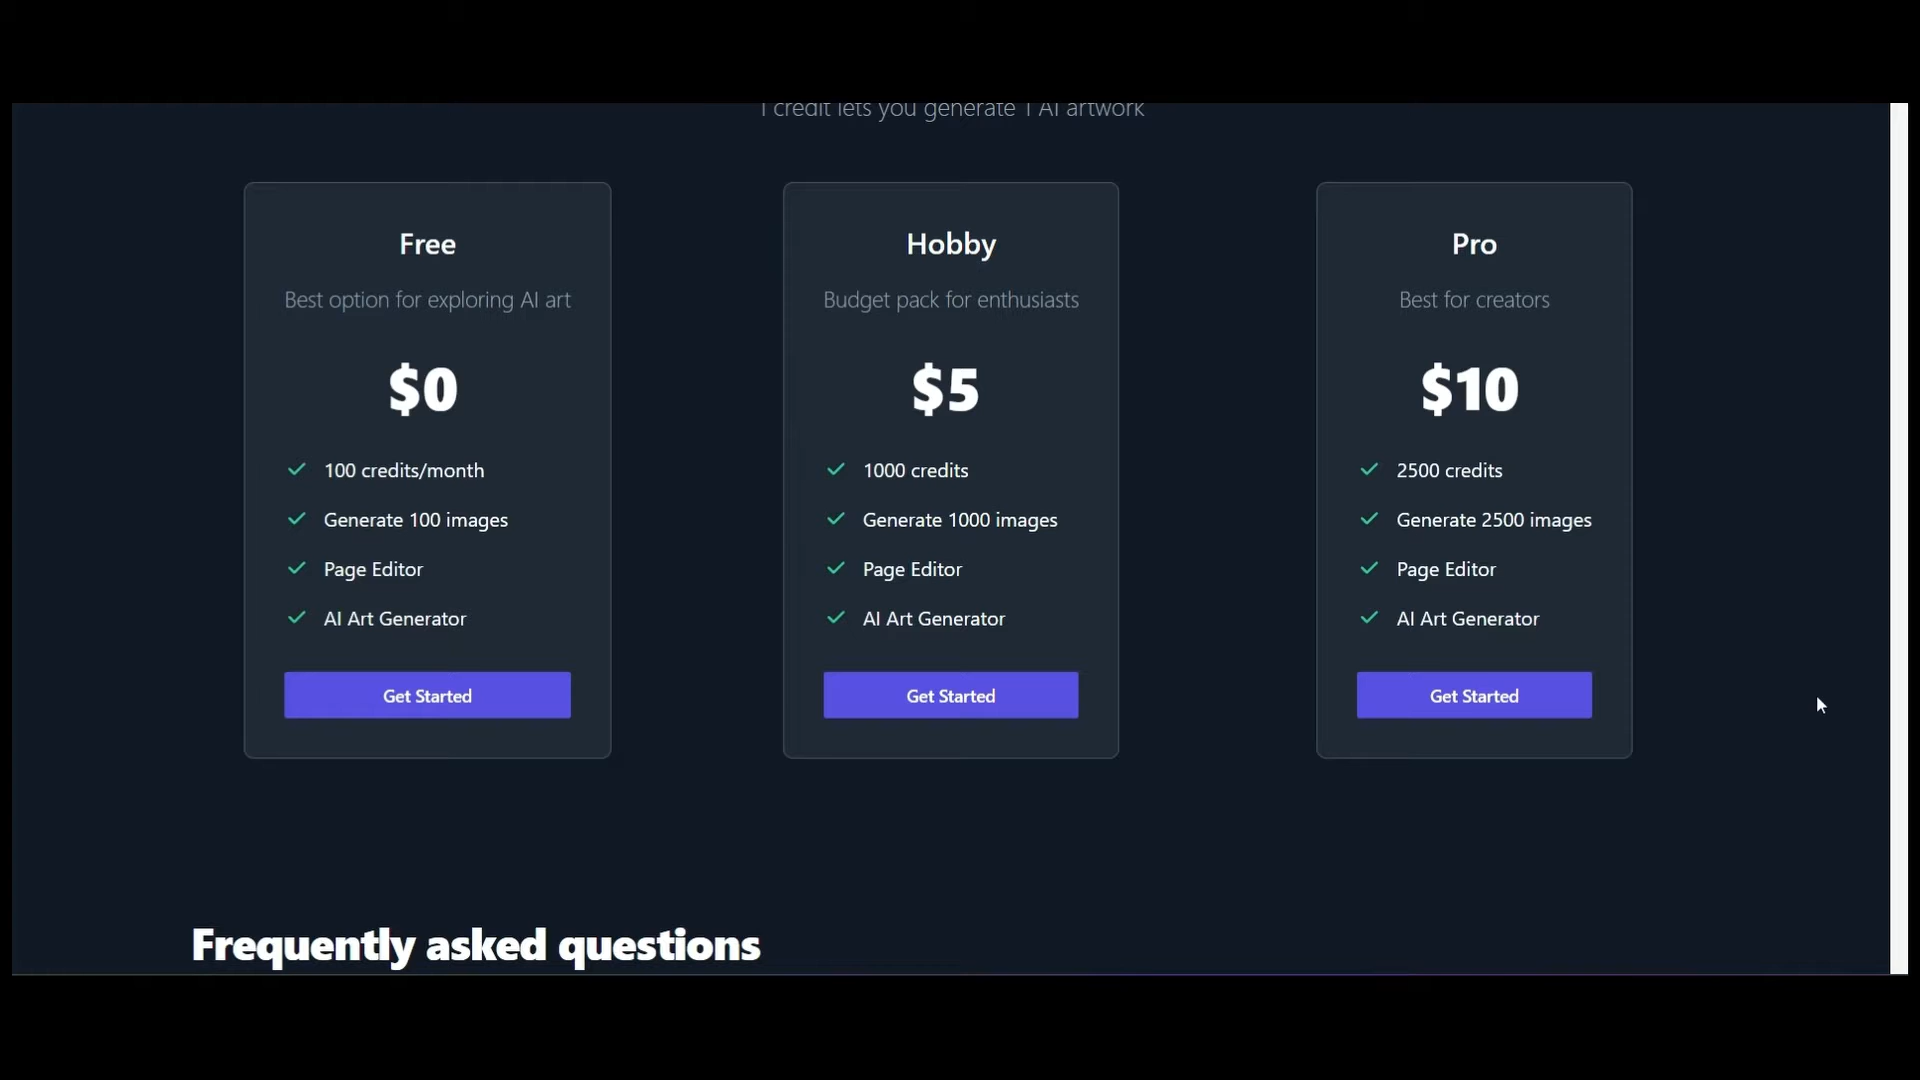 1 credit lets you generate 1 AI artwork
Free
Best option for exploring AI art
$0
100 credits/month
Generate 100 images
Page Editor
AI Art Generator
Get Started
Hobby
Budget pack for enthusiasts
$5
1000 credits
Generate 1000 images
Page Editor
AI Art Generator
Get Started
Pro
Best for creators
$10
2500 credits
Generate 2500 images
Page Editor
AI Art Generator
Get Started
Frequently asked questions